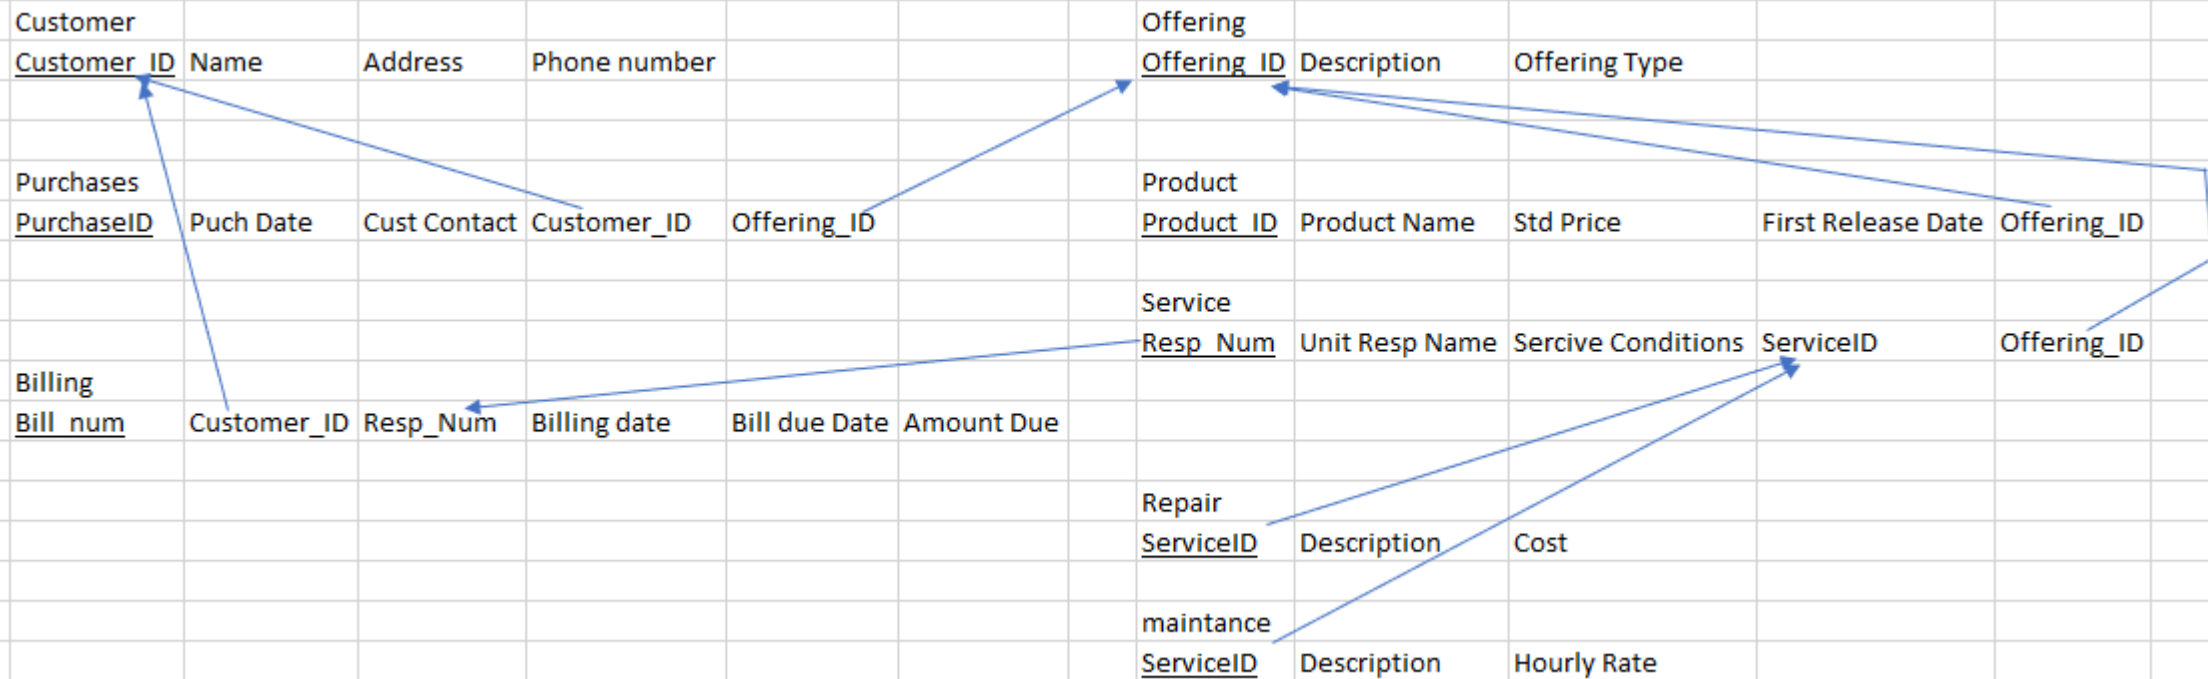 Customer
Customer_ID Name Address Phone number
Purchases
PurchaseID Puch Date Cust Contact Customer_ID Offering_ID
Billing
Bill_num Customer_ID Resp_Num Billing date Bill due Date Amount Due
Offering
Offering_ID Description Offering Type
Product
Product_ID Product Name Std Price First Release Date Offering_ID
Service
Resp_Num Unit Resp Name Sercive Conditions ServiceID Offering_ID
Repair
ServiceID Description Cost
maintance
ServiceID Description Hourly Rate